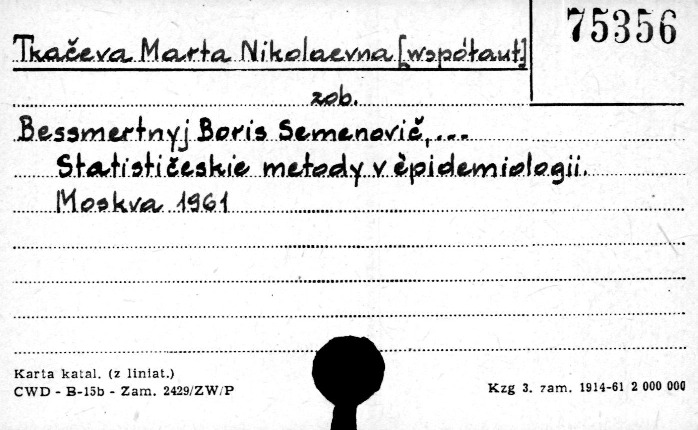 75356
Tkačeva Marta Nikolaevna [współaut]
zob.
Bessmertnyj Boris Semenovič,...
Statističeskie metody v èpidemiologii.
Moskva 1961
Karta katal. (z liniat.)
CWD - B-15b - Zam. 2429/ZW/P
Kzg 3. zam. 1914-61 2 000 000